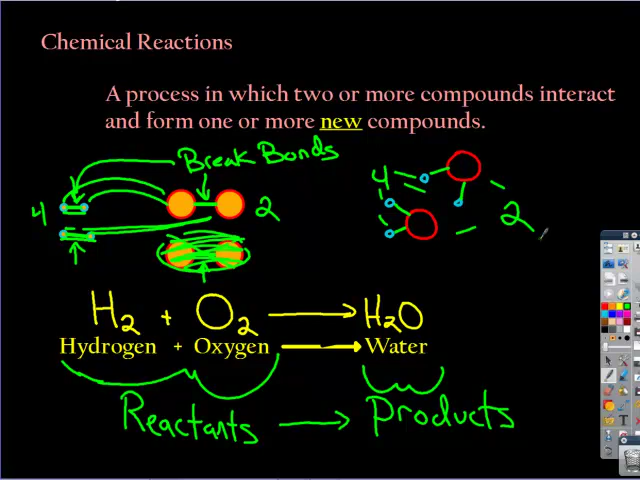 Chemical Reactions
A process in which two or more compounds interact
and form one or more new compounds.
Break Bonds
4
2
4
2
H₂ + O₂ → H₂O
Hydrogen + Oxygen → Water
Reactants → Products